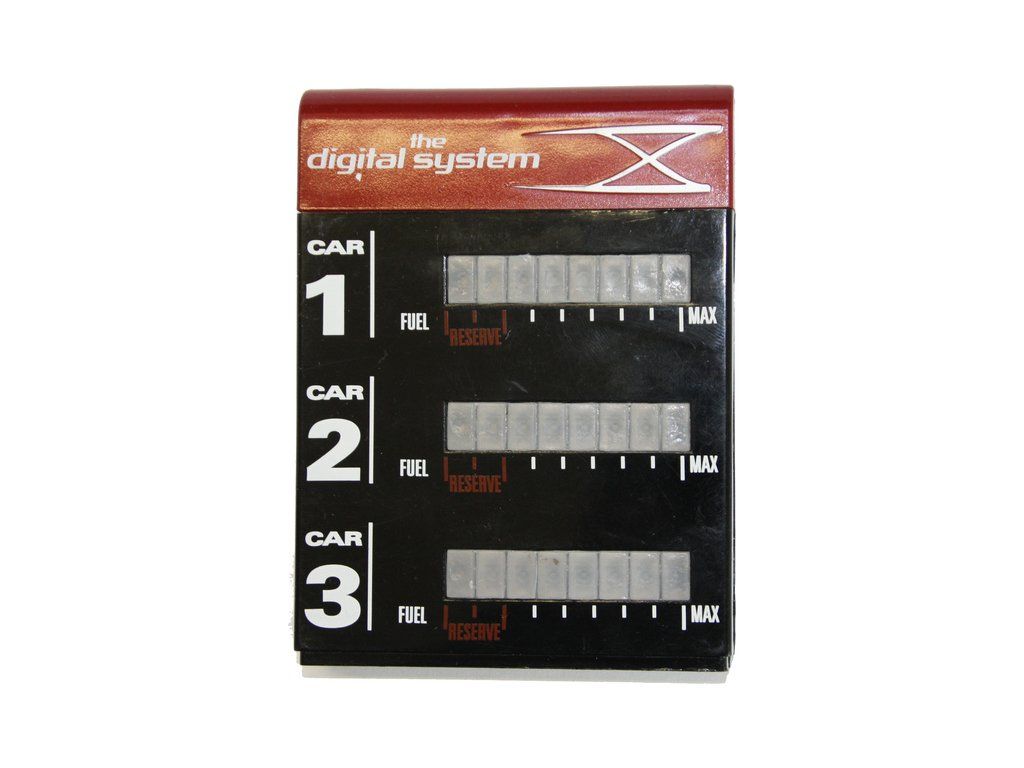 the
digital system X
CAR
1
FUEL
RESERVE
MAX
CAR
2
FUEL
RESERVE
MAX
CAR
3
FUEL
RESERVE
MAX